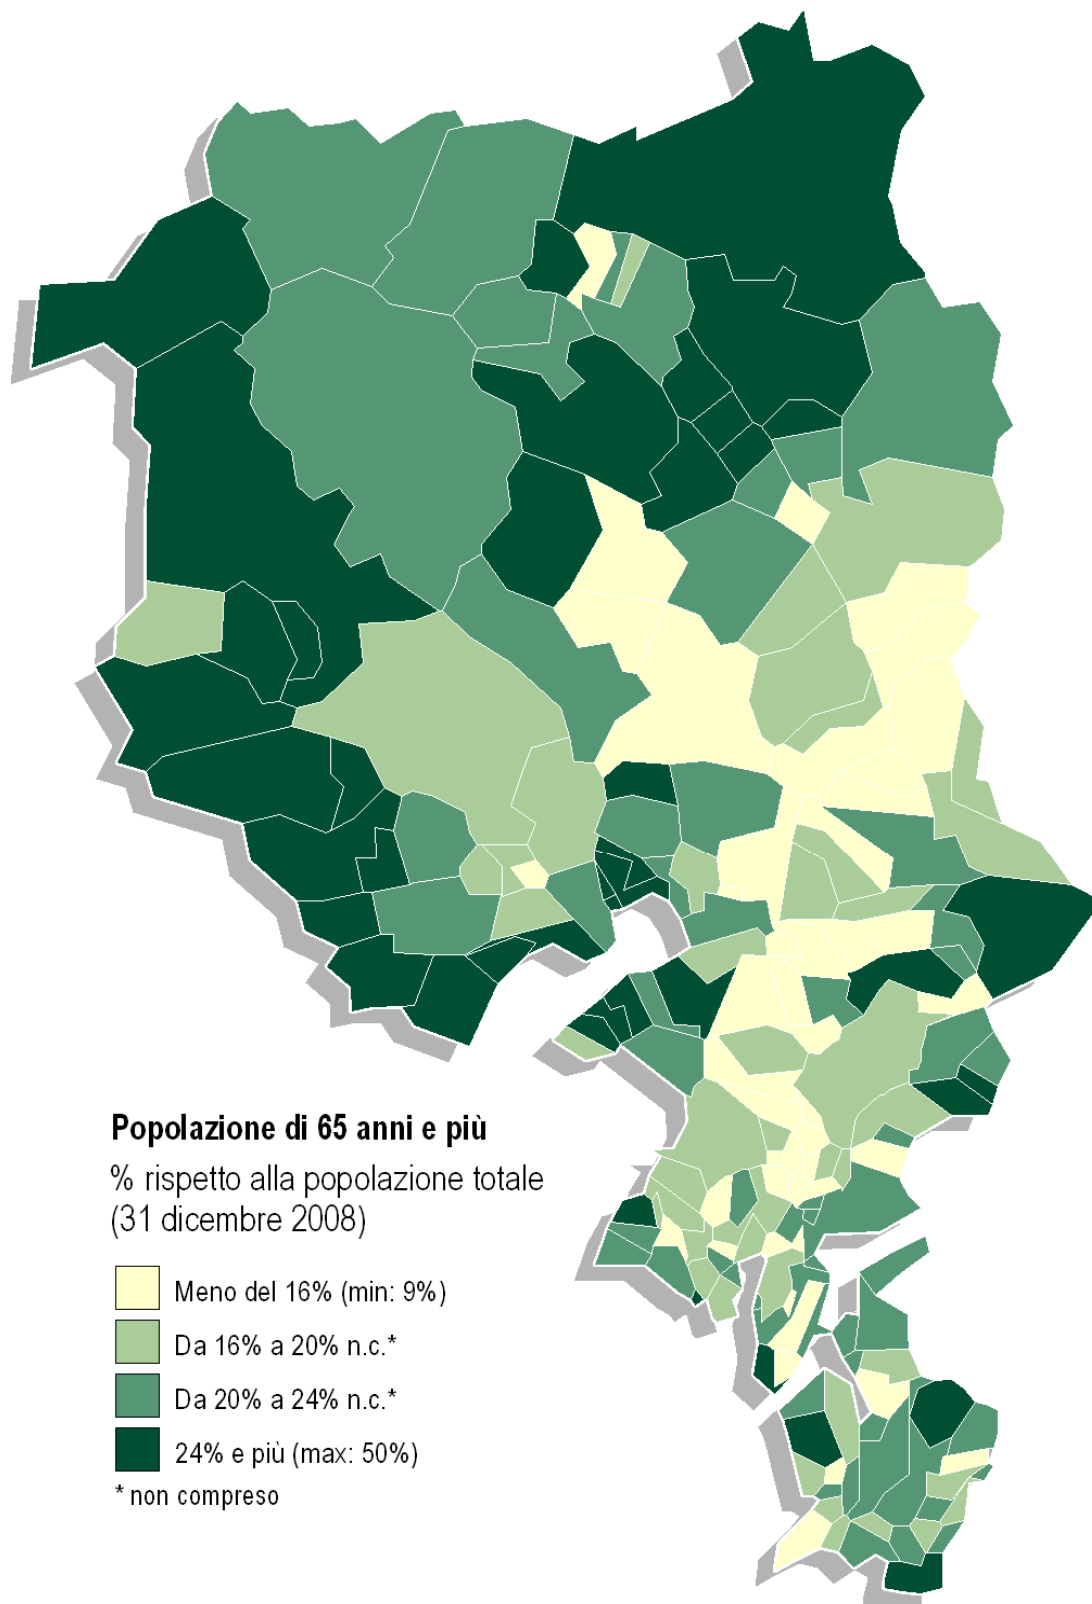 Popolazione di 65 anni e più
% rispetto alla popolazione totale
(31 dicembre 2008)
Meno del 16% (min: 9%)
Da 16% a 20% n.c.*
Da 20% a 24% n.c.*
24% e più (max: 50%)
* non compreso